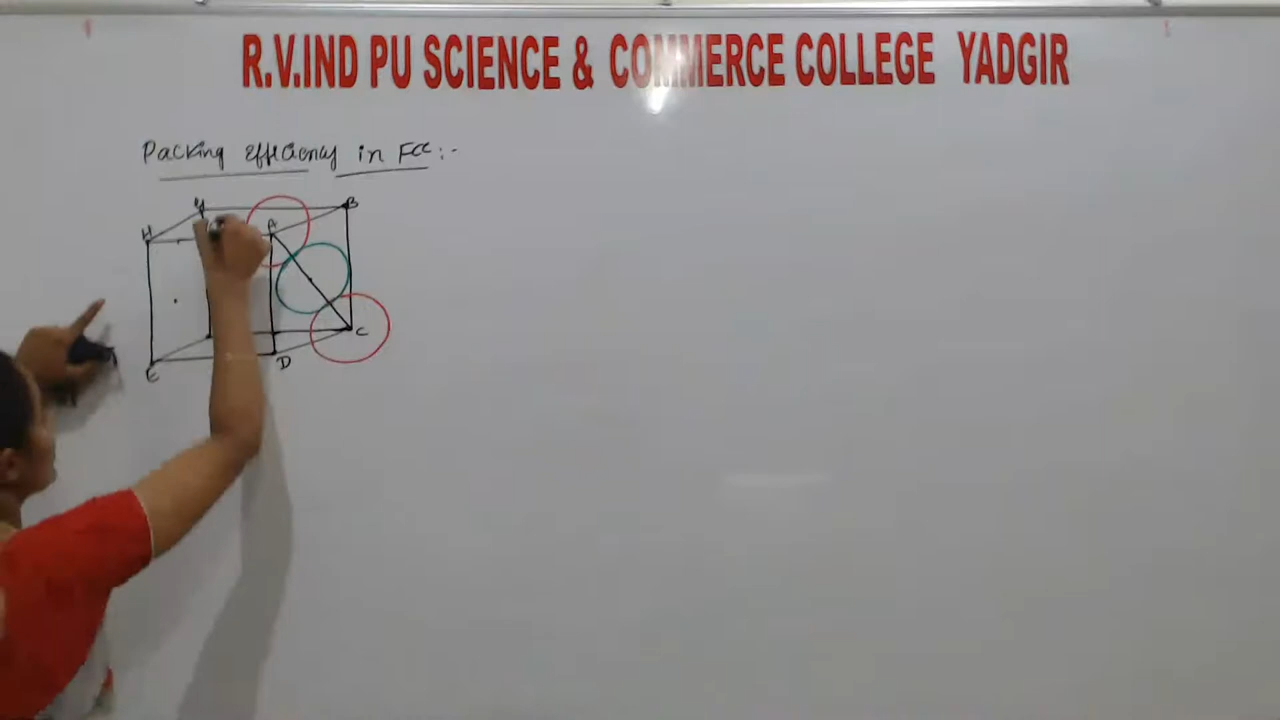 R.V.IND PU SCIENCE & COMMERCE COLLEGE YADGIR
Packing efficiency in FCC :-
B
H
A
C
E
D